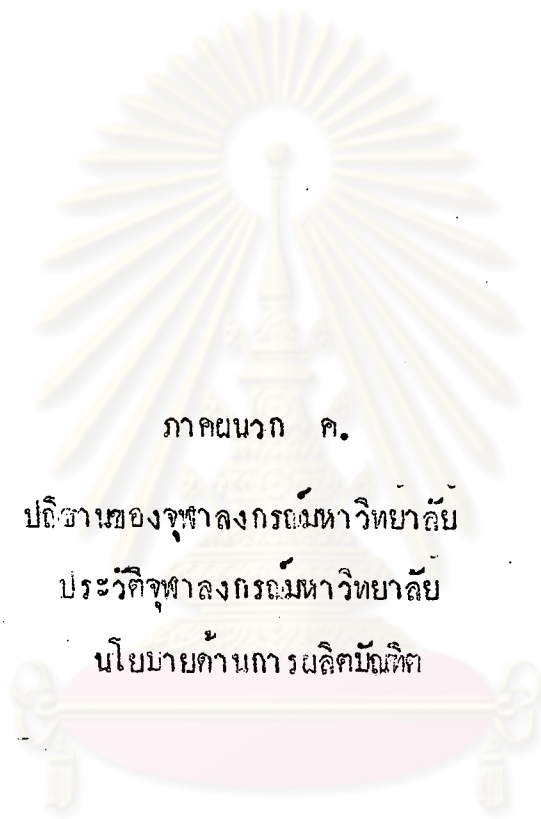 ภาคผนวก ค.
ปณิธานของจุฬาลงกรณ์มหาวิทยาลัย
ประวัติจุฬาลงกรณ์มหาวิทยาลัย
นโยบายด้านการผลิตบัณฑิต